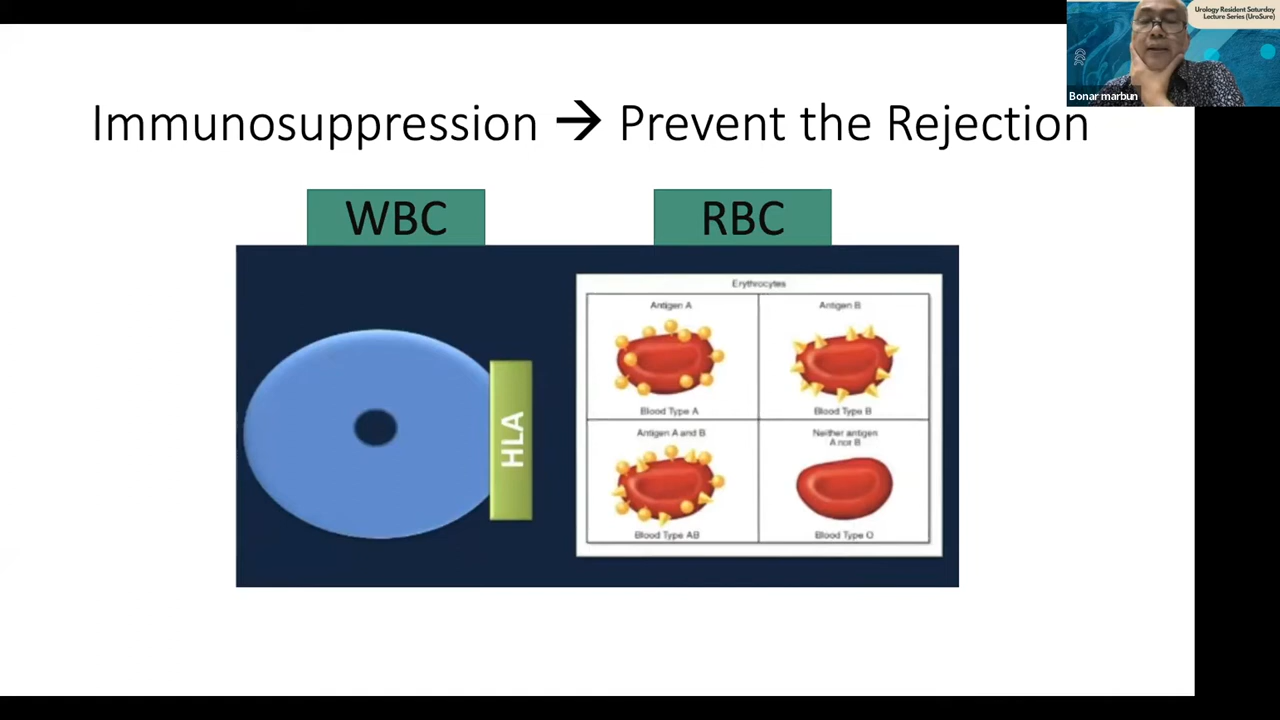 Urology Resident Saturday
Lecture Series (UroSure)
Bonar marbun
Immunosuppression → Prevent the Rejection
WBC
RBC
HLA
Erythrocytes
Antigen A
Antigen B
Blood Type A
Blood Type B
Antigen A and B
Neither antigen
A nor B
Blood Type AB
Blood Type O